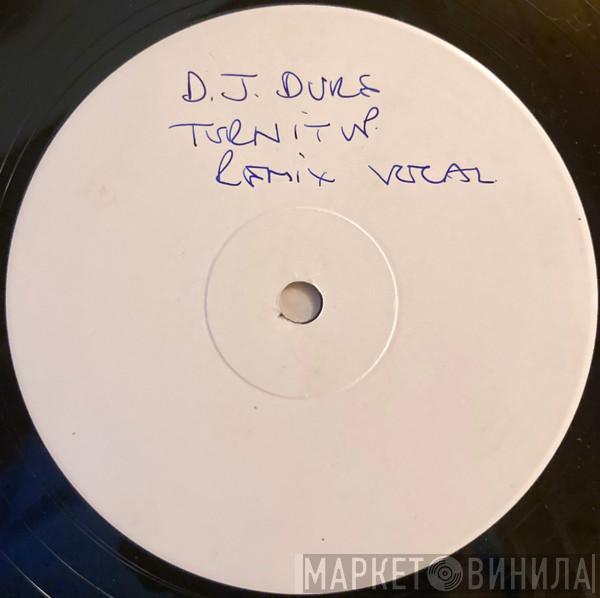 D.J. DUKE
TURN IT UP.
REMIX VOCAL
МАРКЕТ ВИНИЛА